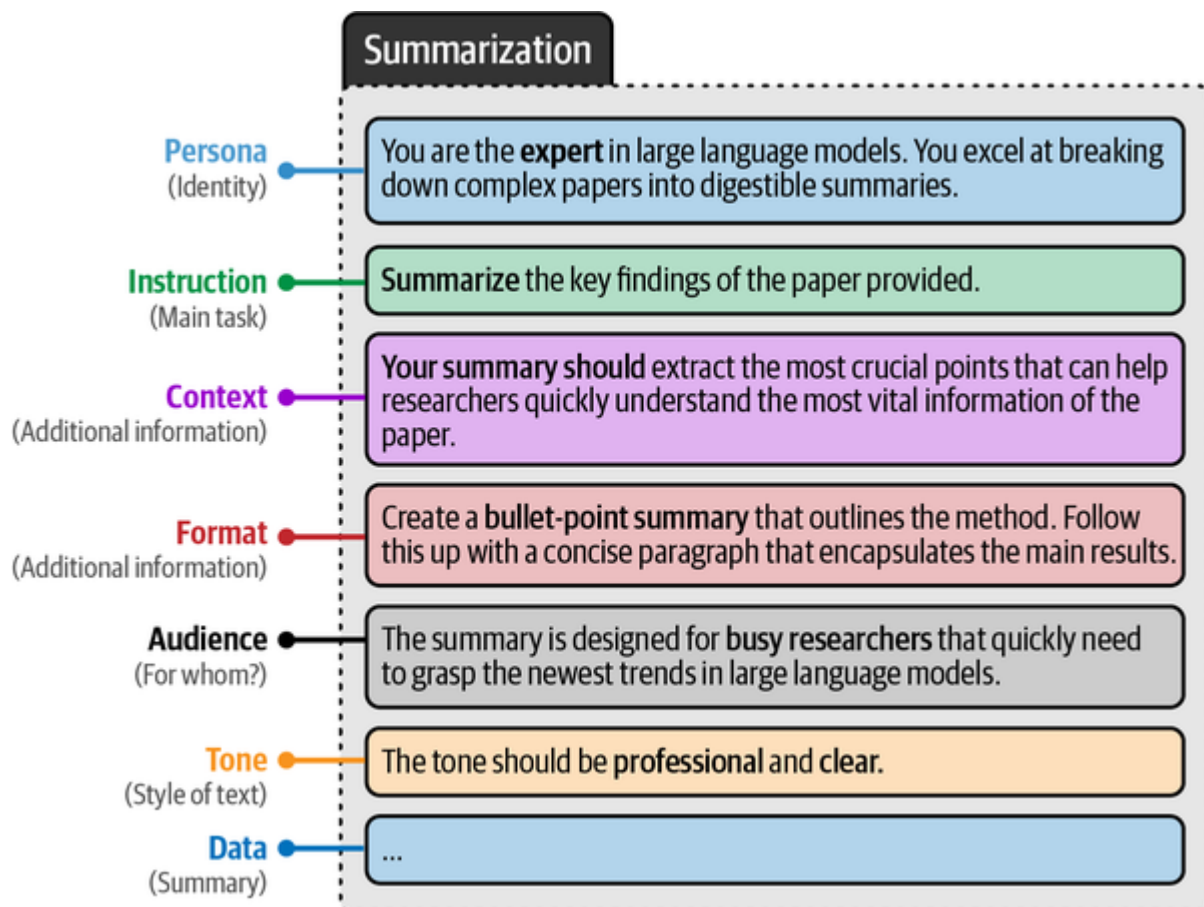 Summarization
Persona
(Identity)
You are the expert in large language models. You excel at breaking
down complex papers into digestible summaries.
Instruction
(Main task)
Summarize the key findings of the paper provided.
Context
(Additional information)
Your summary should extract the most crucial points that can help
researchers quickly understand the most vital information of the
paper.
Format
(Additional information)
Create a bullet-point summary that outlines the method. Follow
this up with a concise paragraph that encapsulates the main results.
Audience
(For whom?)
The summary is designed for busy researchers that quickly need
to grasp the newest trends in large language models.
Tone
(Style of text)
The tone should be professional and clear.
Data
(Summary)
...